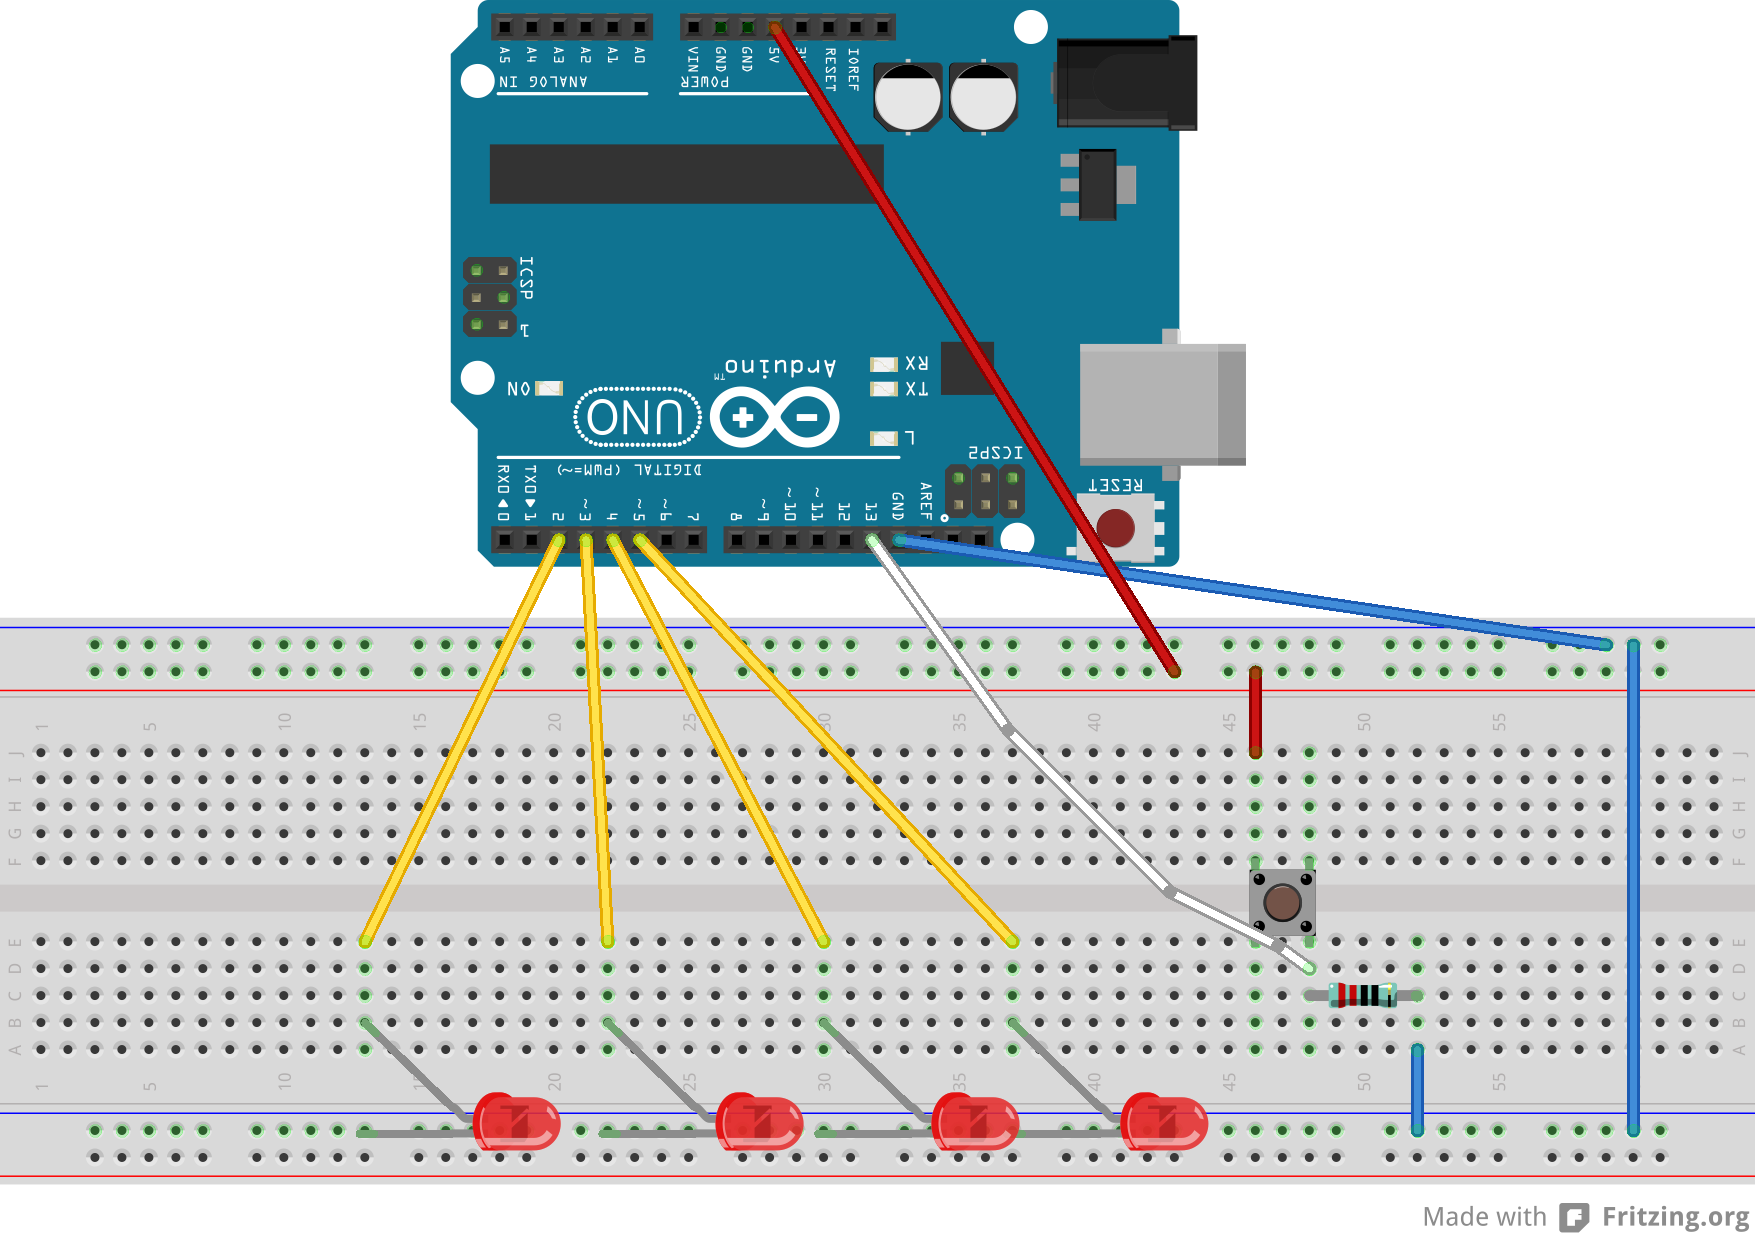 A5 A4 A3 A2 A1 A0
VIN GND GND 5V RESET IOREF
ANALOG IN
POWER
ICSP
1
Arduino™
RX
TX
ON
UNO
L
ICSP2
DIGITAL (PWM=~)
RESET
RX0◄0 TX0►1 2 ~3 4 ~5 ~6 7 8 ~9 ~10 ~11 12 13 GND AREF
1 5 10 15 20 25 30 35 40 45 50 55
J J
I I
H H
G G
F F
E E
D D
C C
B B
A A
1 5 10 15 20 25 30 35 40 45 50 55
Made with Fritzing.org